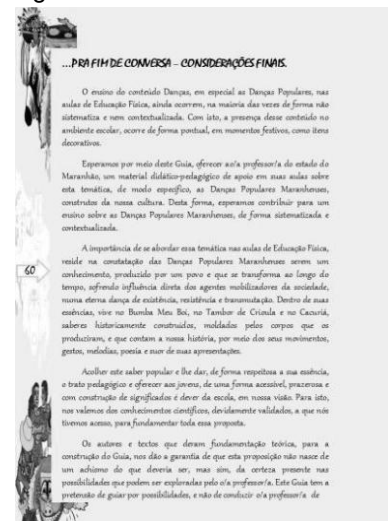 ...PRA FIM DE CONVERSA – CONSIDERAÇÕES FINAIS.
O ensino do conteúdo Danças, em especial as Danças Populares, nas
aulas de Educação Física, ainda ocorrem, na maioria das vezes de forma não
sistematiza e nem contextualizada. Com isto, a presença desse conteúdo no
ambiente escolar, ocorre de forma pontual, em momentos festivos, como itens
decorativos.
Esperamos por meio deste Guia, oferecer ao/a professor/a do estado do
Maranhão, um material didático-pedagógico de apoio em suas aulas sobre
esta temática, de modo específico, as Danças Populares Maranhenses,
construtos da nossa cultura. Desta forma, esperamos contribuir para um
ensino sobre as Danças Populares Maranhenses, de forma sistematizada e
contextualizada.
A importância de se abordar essa temática nas aulas de Educação Física,
reside na constatação das Danças Populares Maranhenses serem um
conhecimento, produzido por um povo e que se transforma ao longo do
60
tempo, sofrendo influência direta dos agentes mobilizadores da sociedade,
numa eterna dança de existência, resistência e transmutação. Dentro de suas
essências, vive no Bumba Meu Boi, no Tambor de Crioula e no Cacuriá,
saberes historicamente construídos, moldados pelos corpos que os
produziram, e que contam a nossa história, por meio dos seus movimentos,
gestos, melodias, poesia e suor de suas apresentações.
Acolher este saber popular e lhe dar, de forma respeitosa a sua essência,
o trato pedagógico e oferecer aos jovens, de uma forma acessível, prazerosa e
com construção de significados é dever da escola, em nossa visão. Para isto,
nos valemos dos conhecimentos científicos, devidamente validados, a que nós
tivemos acesso, para fundamentar toda essa proposta.
Os autores e textos que deram fundamentação teórica, para a
construção do Guia, nos dão a garantia de que esta proposição não nasce de
um achismo do que deveria ser, mas sim, da certeza presente nas
possibilidades que podem ser exploradas pelo o/a professor/a. Este Guia tem a
pretensão de guiar por possibilidades, e não de conduzir o/a professor/a de